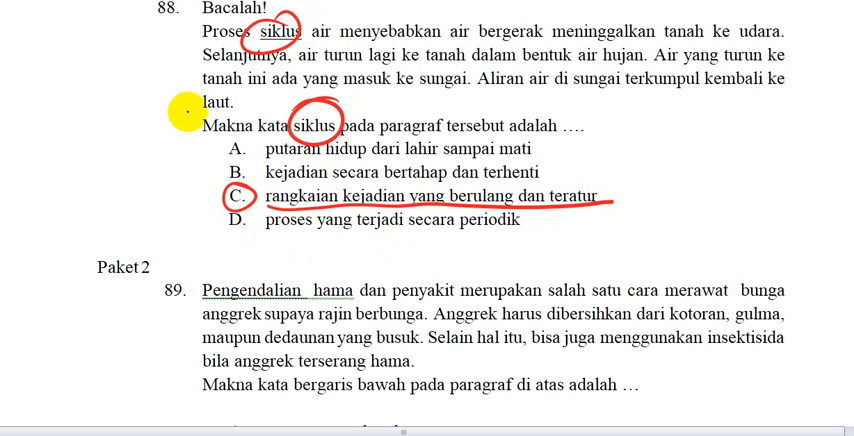 88. Bacalah!
Proses siklus air menyebabkan air bergerak meninggalkan tanah ke udara.
Selanjutnya, air turun lagi ke tanah dalam bentuk air hujan. Air yang turun ke
tanah ini ada yang masuk ke sungai. Aliran air di sungai terkumpul kembali ke
laut.
Makna kata siklus pada paragraf tersebut adalah ….
A. putaran hidup dari lahir sampai mati
B. kejadian secara bertahap dan terhenti
C. rangkaian kejadian yang berulang dan teratur
D. proses yang terjadi secara periodik
Paket 2
89. Pengendalian hama dan penyakit merupakan salah satu cara merawat bunga
anggrek supaya rajin berbunga. Anggrek harus dibersihkan dari kotoran, gulma,
maupun dedaunan yang busuk. Selain hal itu, bisa juga menggunakan insektisida
bila anggrek terserang hama.
Makna kata bergaris bawah pada paragraf di atas adalah …